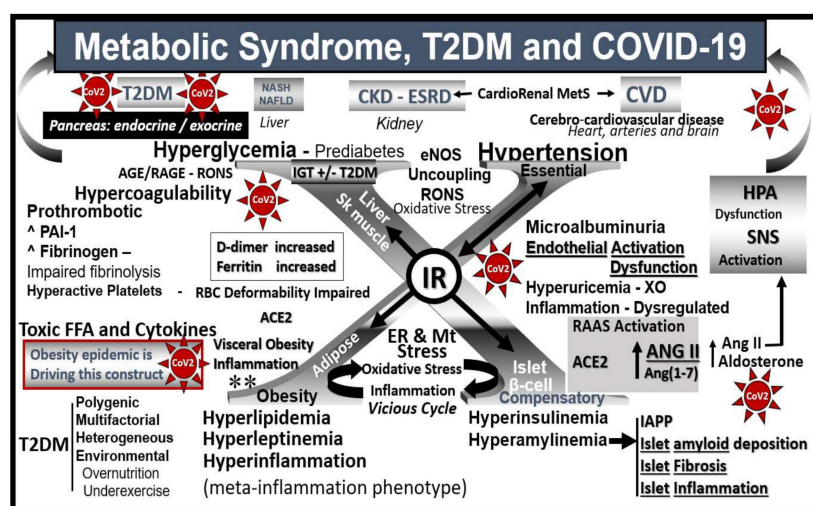 Metabolic Syndrome, T2DM and COVID-19
CoV2
T2DM
CoV2
Pancreas: endocrine / exocrine
NASH
NAFLD
Liver
CKD - ESRD
Kidney
CardioRenal MetS
CVD
Cerebro-cardiovascular disease
Heart, arteries and brain
CoV2
Hyperglycemia - Prediabetes
AGE/RAGE - RONS
IGT +/- T2DM
Hypercoagulability
CoV2
Prothrombotic
^ PAI-1
^ Fibrinogen –
Impaired fibrinolysis
Hyperactive Platelets - RBC Deformability Impaired
D-dimer increased
Ferritin increased
ACE2
Liver
Sk muscle
eNOS
Uncoupling
RONS
Oxidative Stress
Hypertension
Essential
IR
CoV2
Microalbuminuria
Endothelial Activation
Dysfunction
Hyperuricemia - XO
Inflammation - Dysregulated
HPA
Dysfunction
SNS
Activation
RAAS Activation
ACE2
ANG II
Ang(1-7)
Ang II
Aldosterone
CoV2
Toxic FFA and Cytokines
Obesity epidemic is
Driving this construct
CoV2
Visceral Obesity
Inflammation
**
Adipose
Obesity
ER & Mt
Stress
Oxidative Stress
Inflammation
Vicious Cycle
Islet
β-cell
Compensatory
T2DM
Polygenic
Multifactorial
Heterogeneous
Environmental
Overnutrition
Underexercise
Hyperlipidemia
Hyperleptinemia
Hyperinflammation
(meta-inflammation phenotype)
Hyperinsulinemia
Hyperamylinemia
IAPP
Islet amyloid deposition
Islet Fibrosis
Islet Inflammation